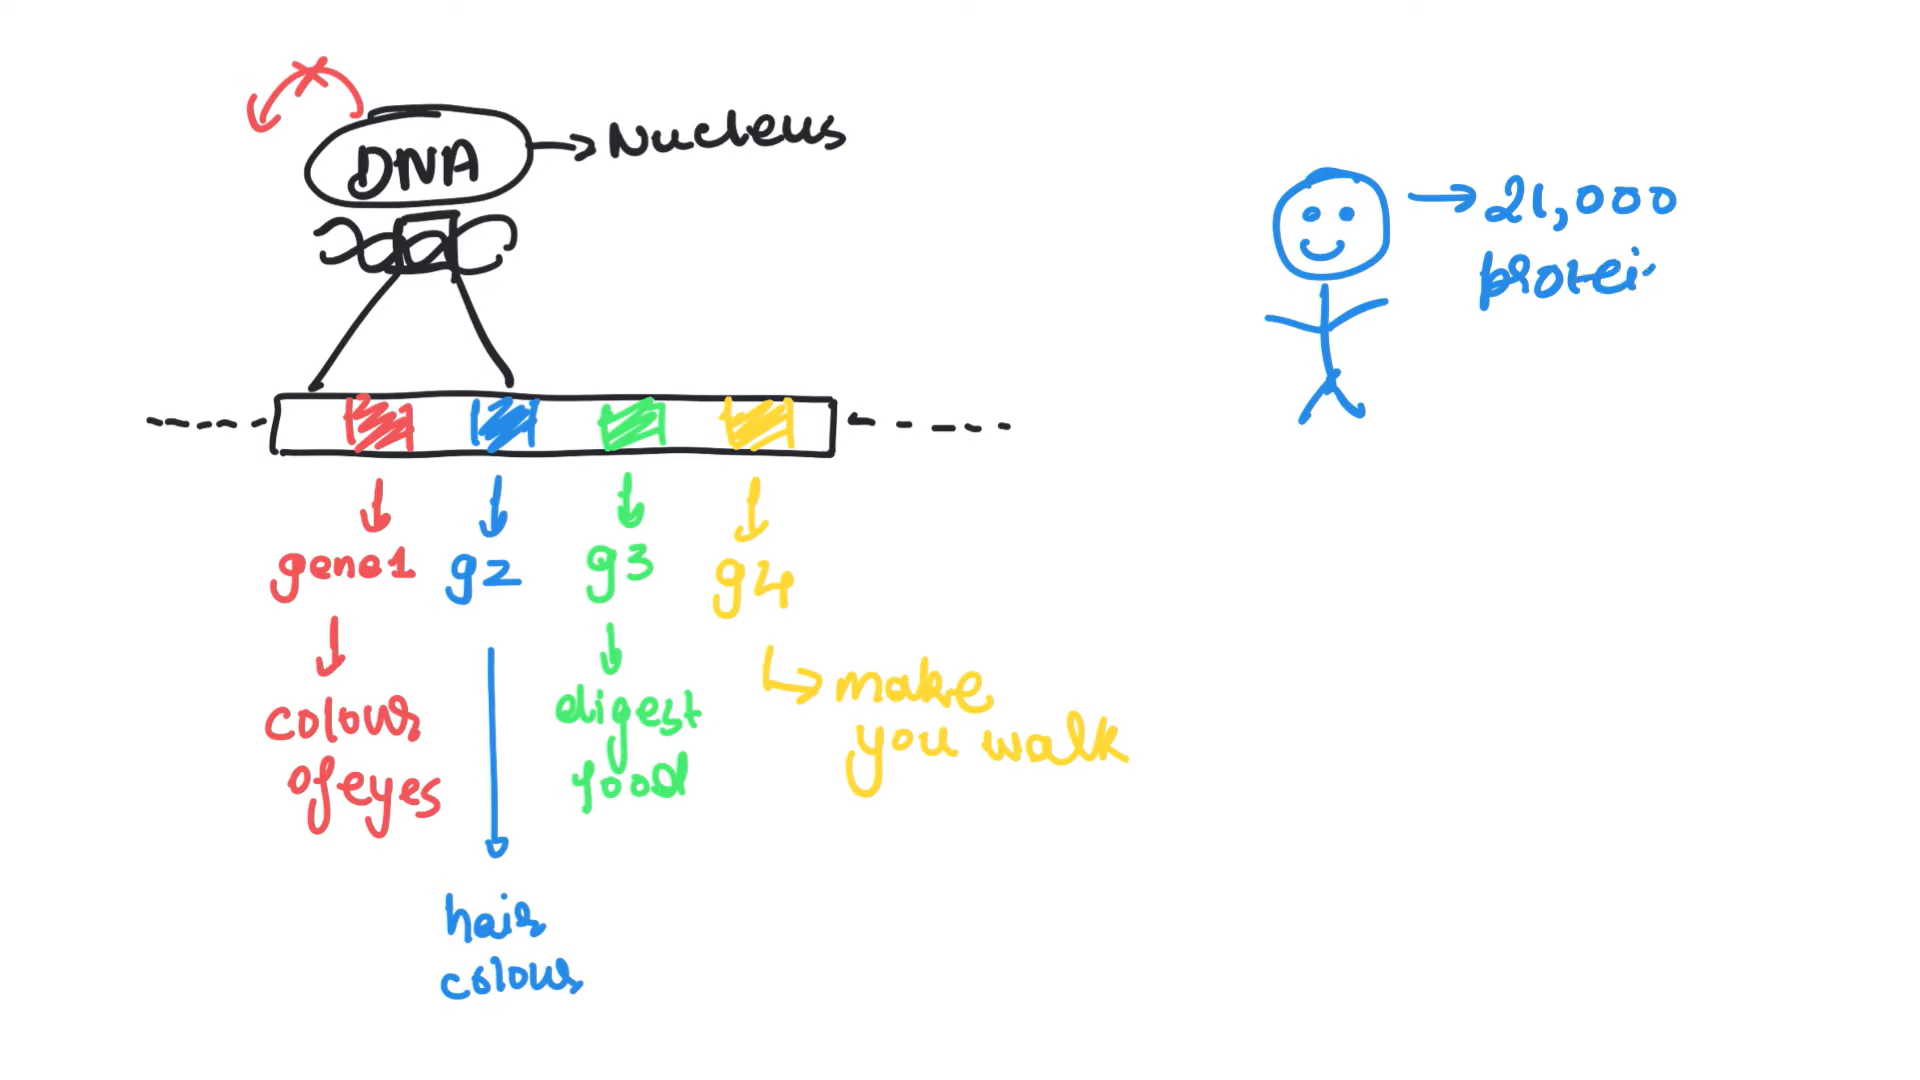 DNA
Nucleus
21,000
protei
gene1
g2
g3
g4
colour
of eyes
digest
food
make
you walk
hair
colour